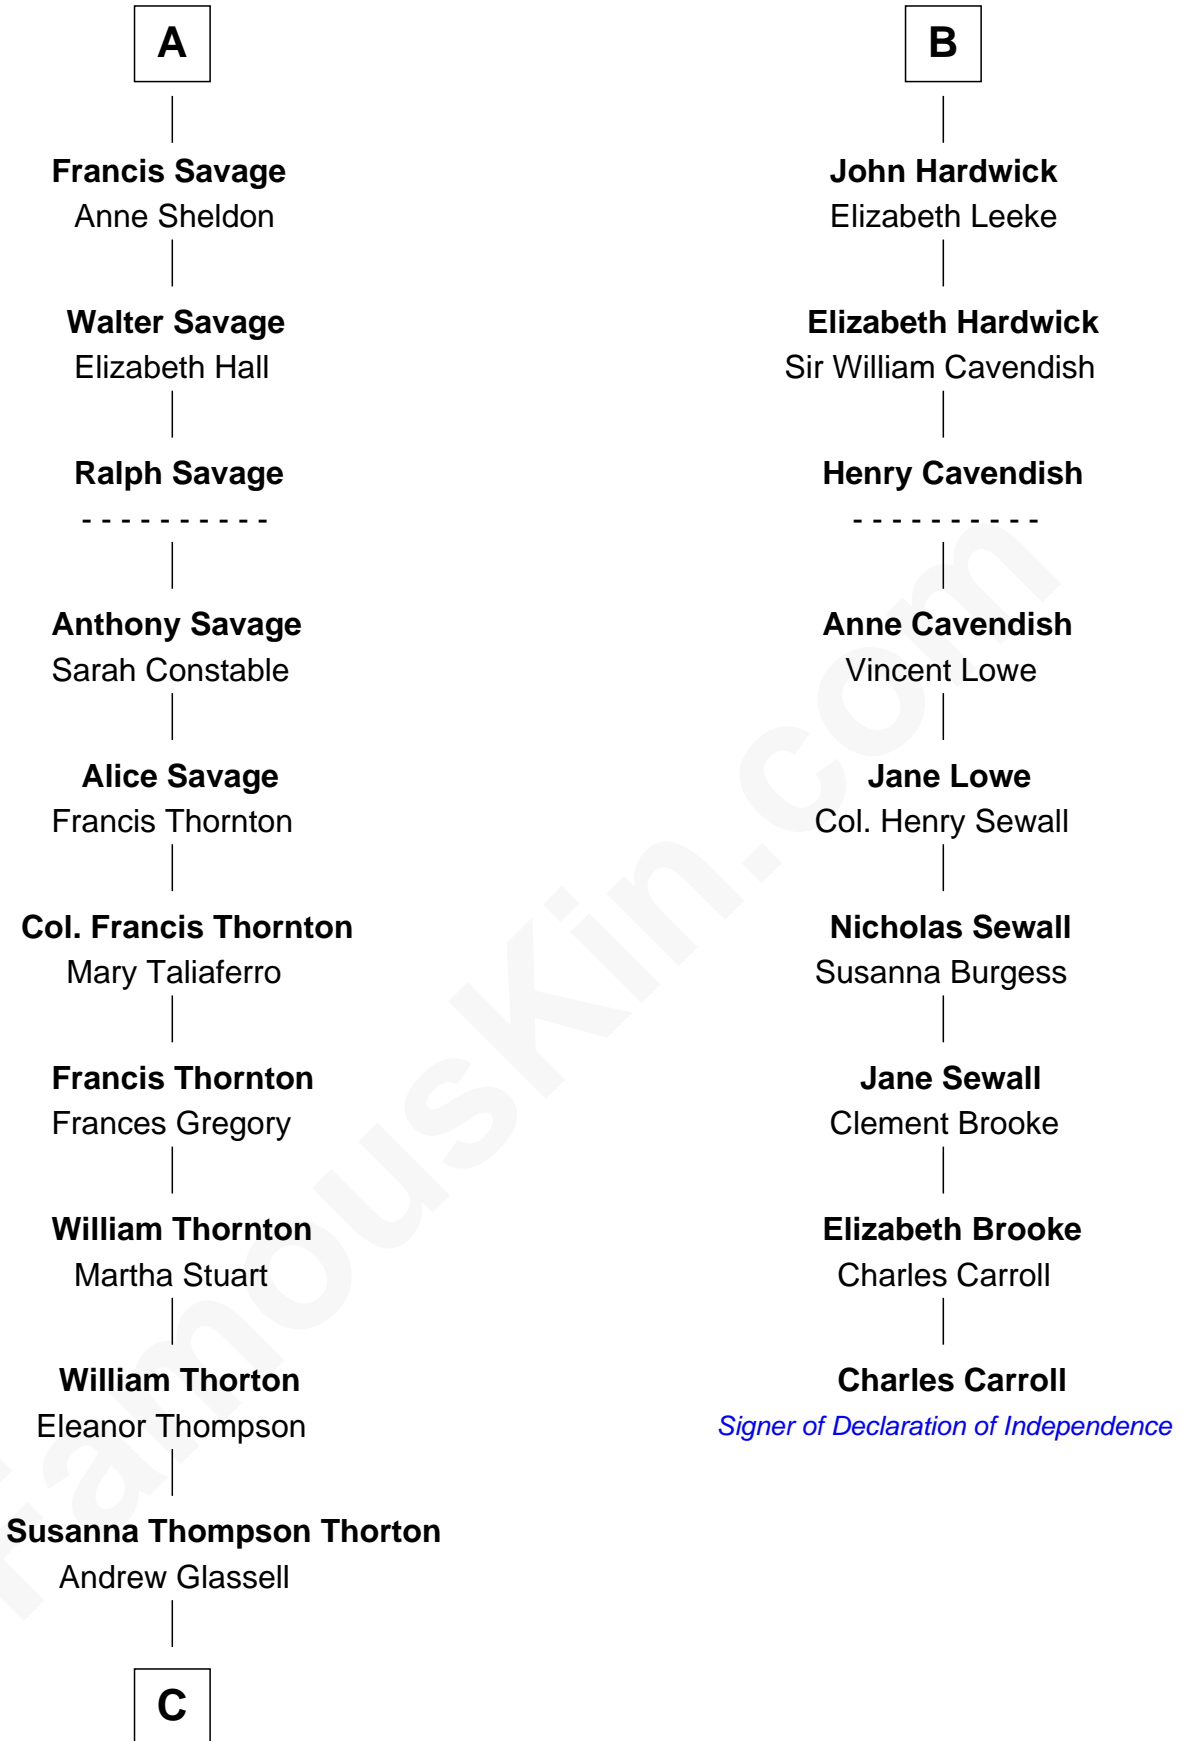 A
Francis Savage
Anne Sheldon
Walter Savage
Elizabeth Hall
Ralph Savage
- - - - - - - - - -
Anthony Savage
Sarah Constable
Alice Savage
Francis Thornton
Col. Francis Thornton
Mary Taliaferro
Francis Thornton
Frances Gregory
William Thornton
Martha Stuart
William Thorton
Eleanor Thompson
Susanna Thompson Thorton
Andrew Glassell
C
B
John Hardwick
Elizabeth Leeke
Elizabeth Hardwick
Sir William Cavendish
Henry Cavendish
- - - - - - - - - -
Anne Cavendish
Vincent Lowe
Jane Lowe
Col. Henry Sewall
Nicholas Sewall
Susanna Burgess
Jane Sewall
Clement Brooke
Elizabeth Brooke
Charles Carroll
Charles Carroll
Signer of Declaration of Independence
FamousKin.com